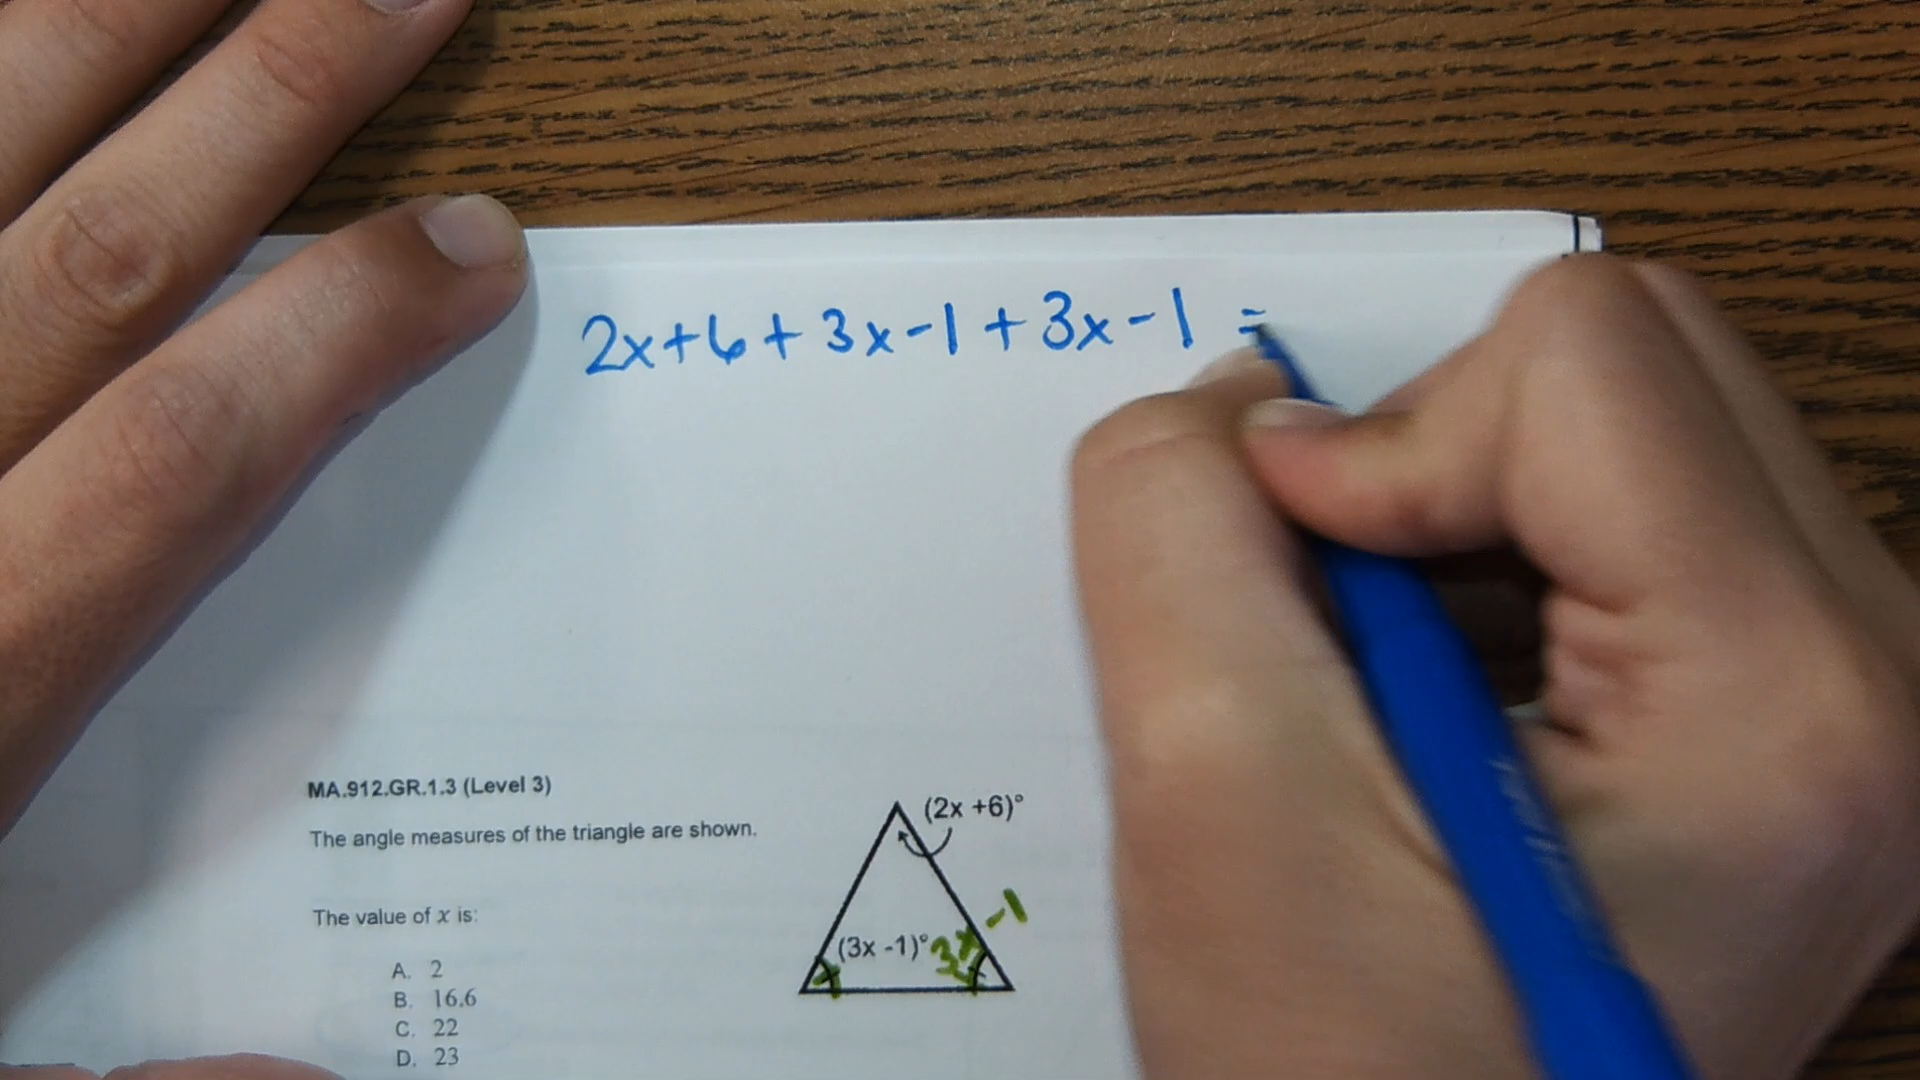 2x+6+3x-1+3x-1 =
MA.912.GR.1.3 (Level 3)
The angle measures of the triangle are shown.
(2x +6)°
The value of x is:
(3x -1)°
3x -1
A. 2
B. 16.6
C. 22
D. 23